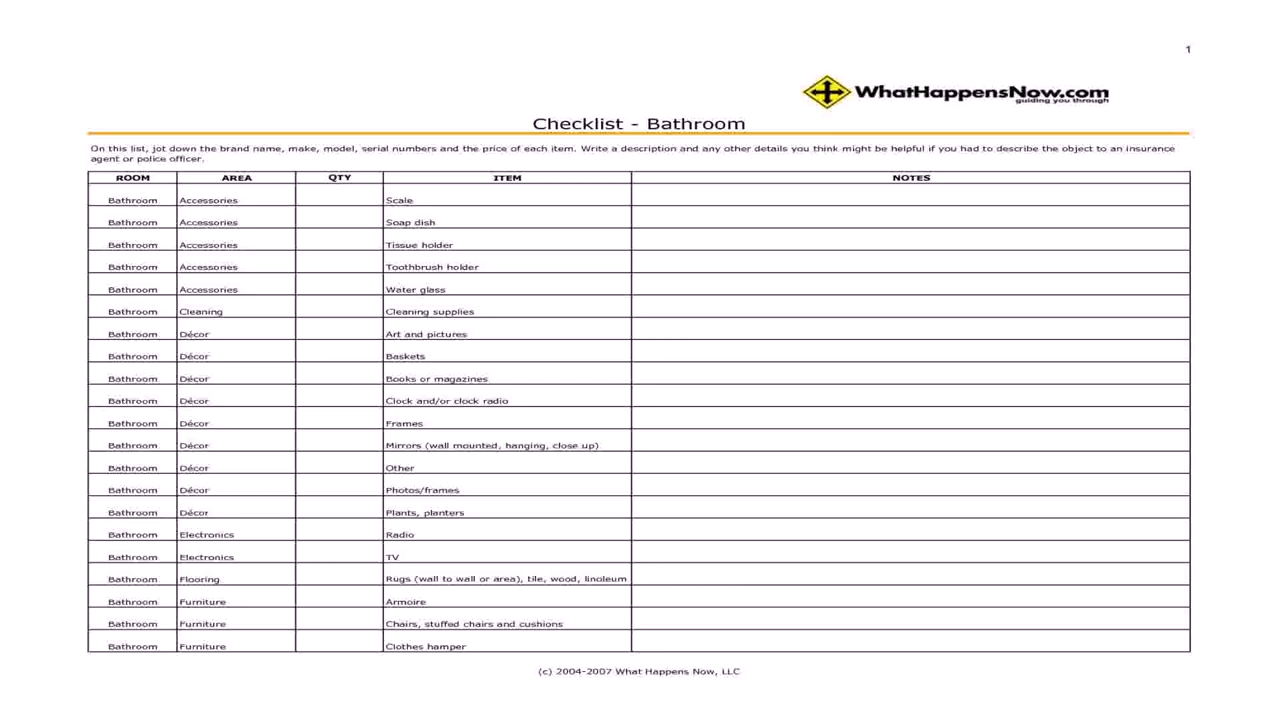 1
WhatHappensNow.com
guiding you through
Checklist - Bathroom
On this list, jot down the brand name, make, model, serial numbers and the price of each item. Write a description and any other details you think might be helpful if you had to describe the object to an insurance
agent or police officer.
ROOM AREA QTY ITEM NOTES
Bathroom Accessories Scale
Bathroom Accessories Soap dish
Bathroom Accessories Tissue holder
Bathroom Accessories Toothbrush holder
Bathroom Accessories Water glass
Bathroom Cleaning Cleaning supplies
Bathroom Décor Art and pictures
Bathroom Décor Baskets
Bathroom Décor Books or magazines
Bathroom Décor Clock and/or clock radio
Bathroom Décor Frames
Bathroom Décor Mirrors (wall mounted, hanging, close up)
Bathroom Décor Other
Bathroom Décor Photos/frames
Bathroom Décor Plants, planters
Bathroom Electronics Radio
Bathroom Electronics TV
Bathroom Flooring Rugs (wall to wall or area), tile, wood, linoleum
Bathroom Furniture Armoire
Bathroom Furniture Chairs, stuffed chairs and cushions
Bathroom Furniture Clothes hamper
(c) 2004-2007 What Happens Now, LLC